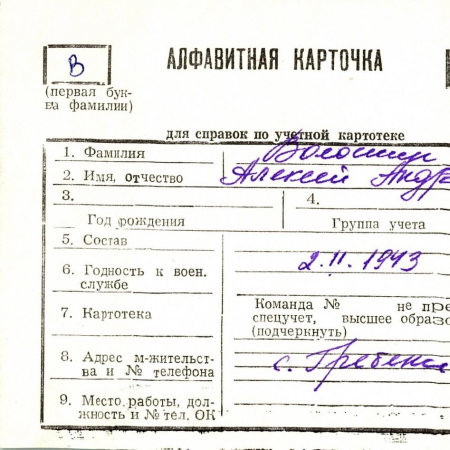 В
АЛФАВИТНАЯ КАРТОЧКА
(первая бук-
ва фамилии)
для справок по учетной картотеке
1. Фамилия Волошин
2. Имя, отчество Алексей Андр
3.
4.
Год рождения
Группа учета
5. Состав
2.11.1943
6. Годность к воен.
службе
7. Картотека
Команда № не пре
спецучет, высшее образо
(подчеркнуть)
8. Адрес м-жительст-
ва и № телефона
с. Гребенк
9. Место работы, дол-
жность и № тел. ОК